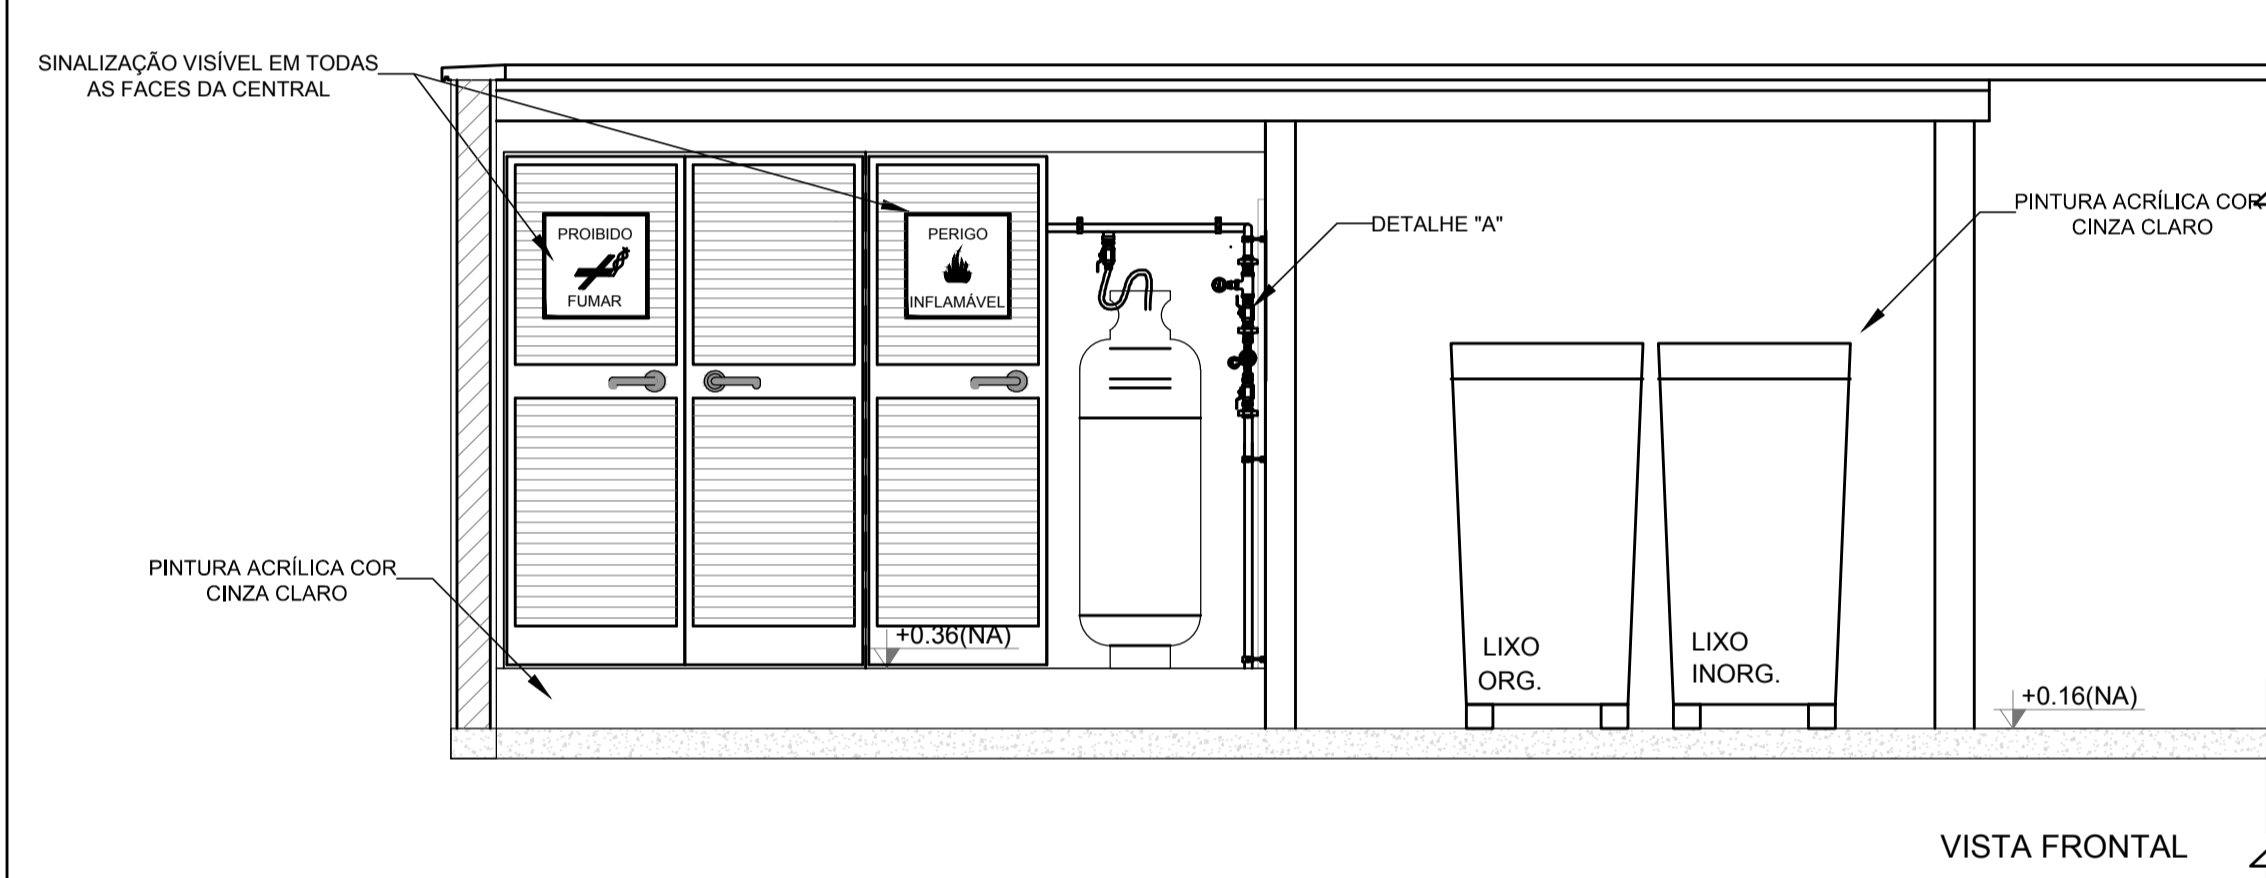 SINALIZAÇÃO VISÍVEL EM TODAS
AS FACES DA CENTRAL
PROIBIDO
FUMAR
PERIGO
INFLAMÁVEL
DETALHE "A"
PINTURA ACRÍLICA COR
CINZA CLARO
PINTURA ACRÍLICA COR
CINZA CLARO
+0.36(NA)
LIXO
ORG.
LIXO
INORG.
+0.16(NA)
VISTA FRONTAL